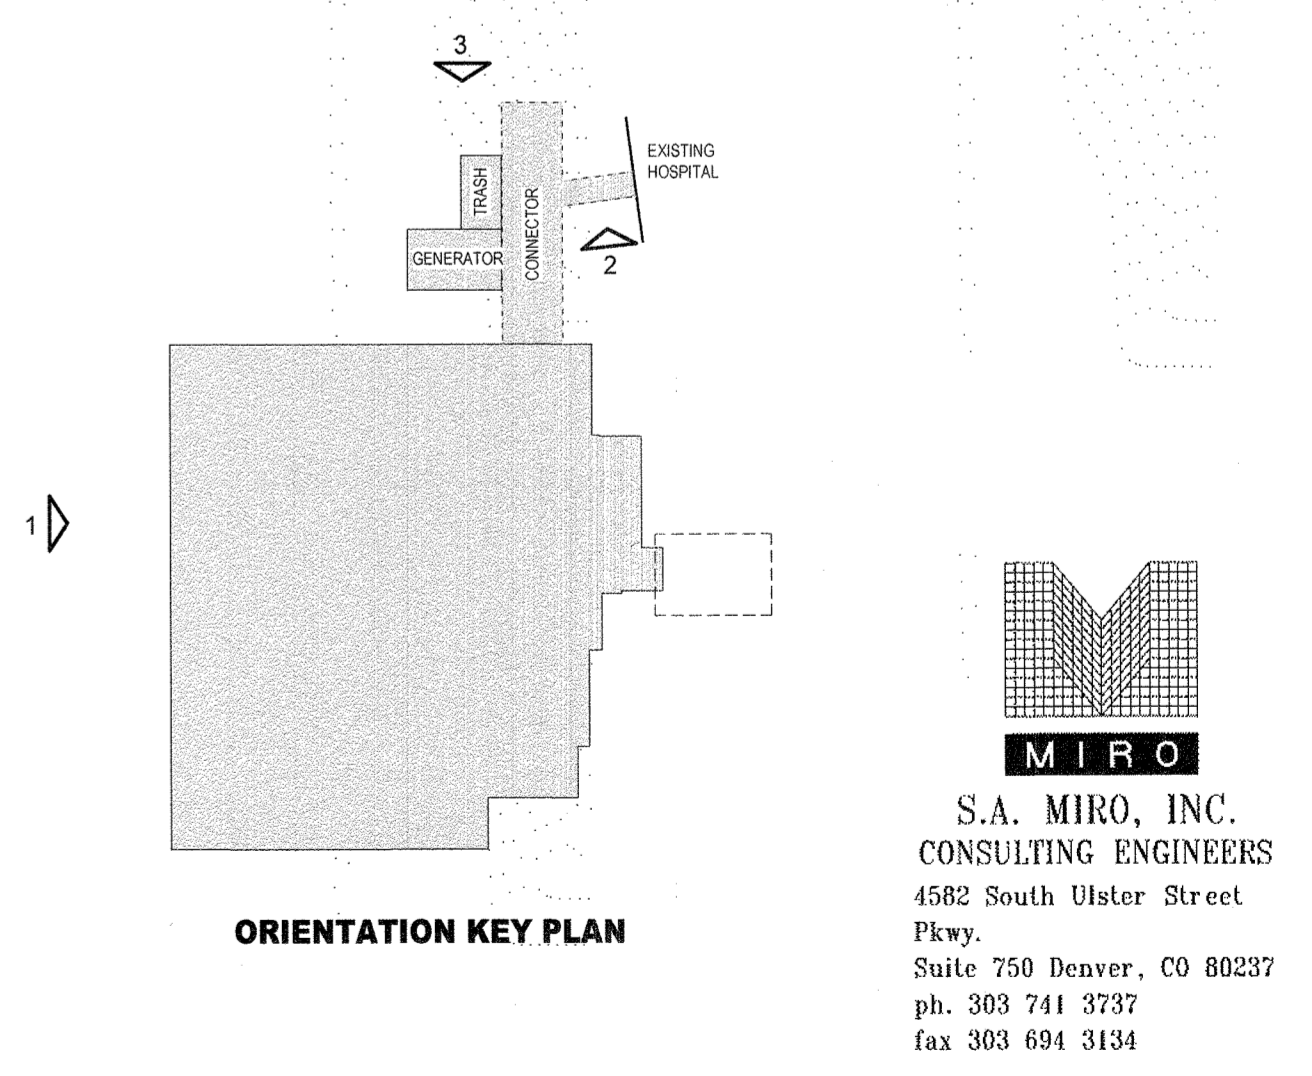 3
EXISTING
HOSPITAL
TRASH
CONNECTOR
GENERATOR
2
1
ORIENTATION KEY PLAN
MIRO
S.A. MIRO, INC.
CONSULTING ENGINEERS
4582 South Ulster Street
Pkwy.
Suite 750 Denver, CO 80237
ph. 303 741 3737
fax 303 694 3134